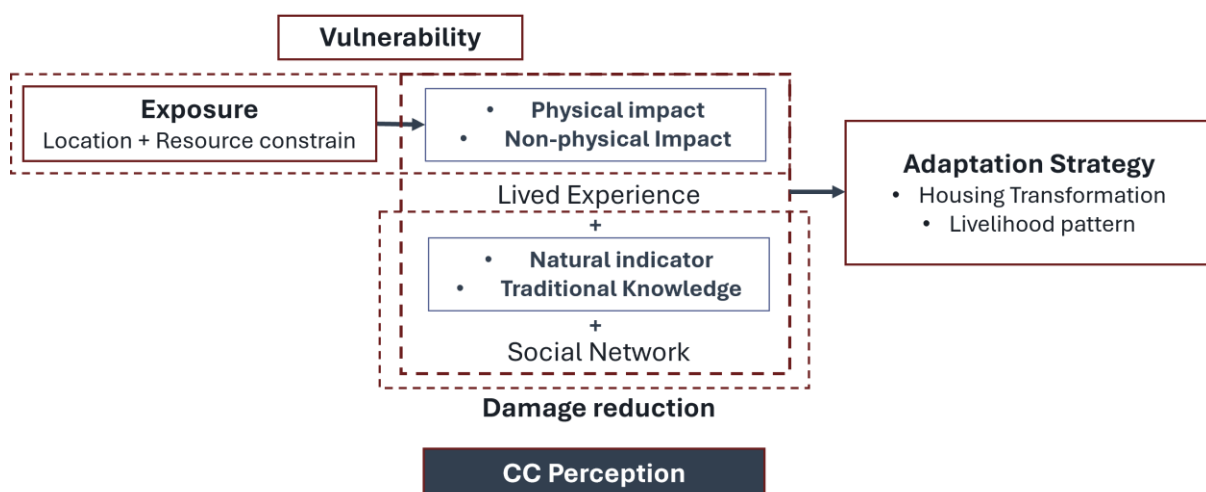 Vulnerability
Exposure
Location + Resource constrain
• Physical impact
• Non-physical Impact
Lived Experience
+
• Natural indicator
• Traditional Knowledge
+
Social Network
Damage reduction
CC Perception
Adaptation Strategy
• Housing Transformation
• Livelihood pattern